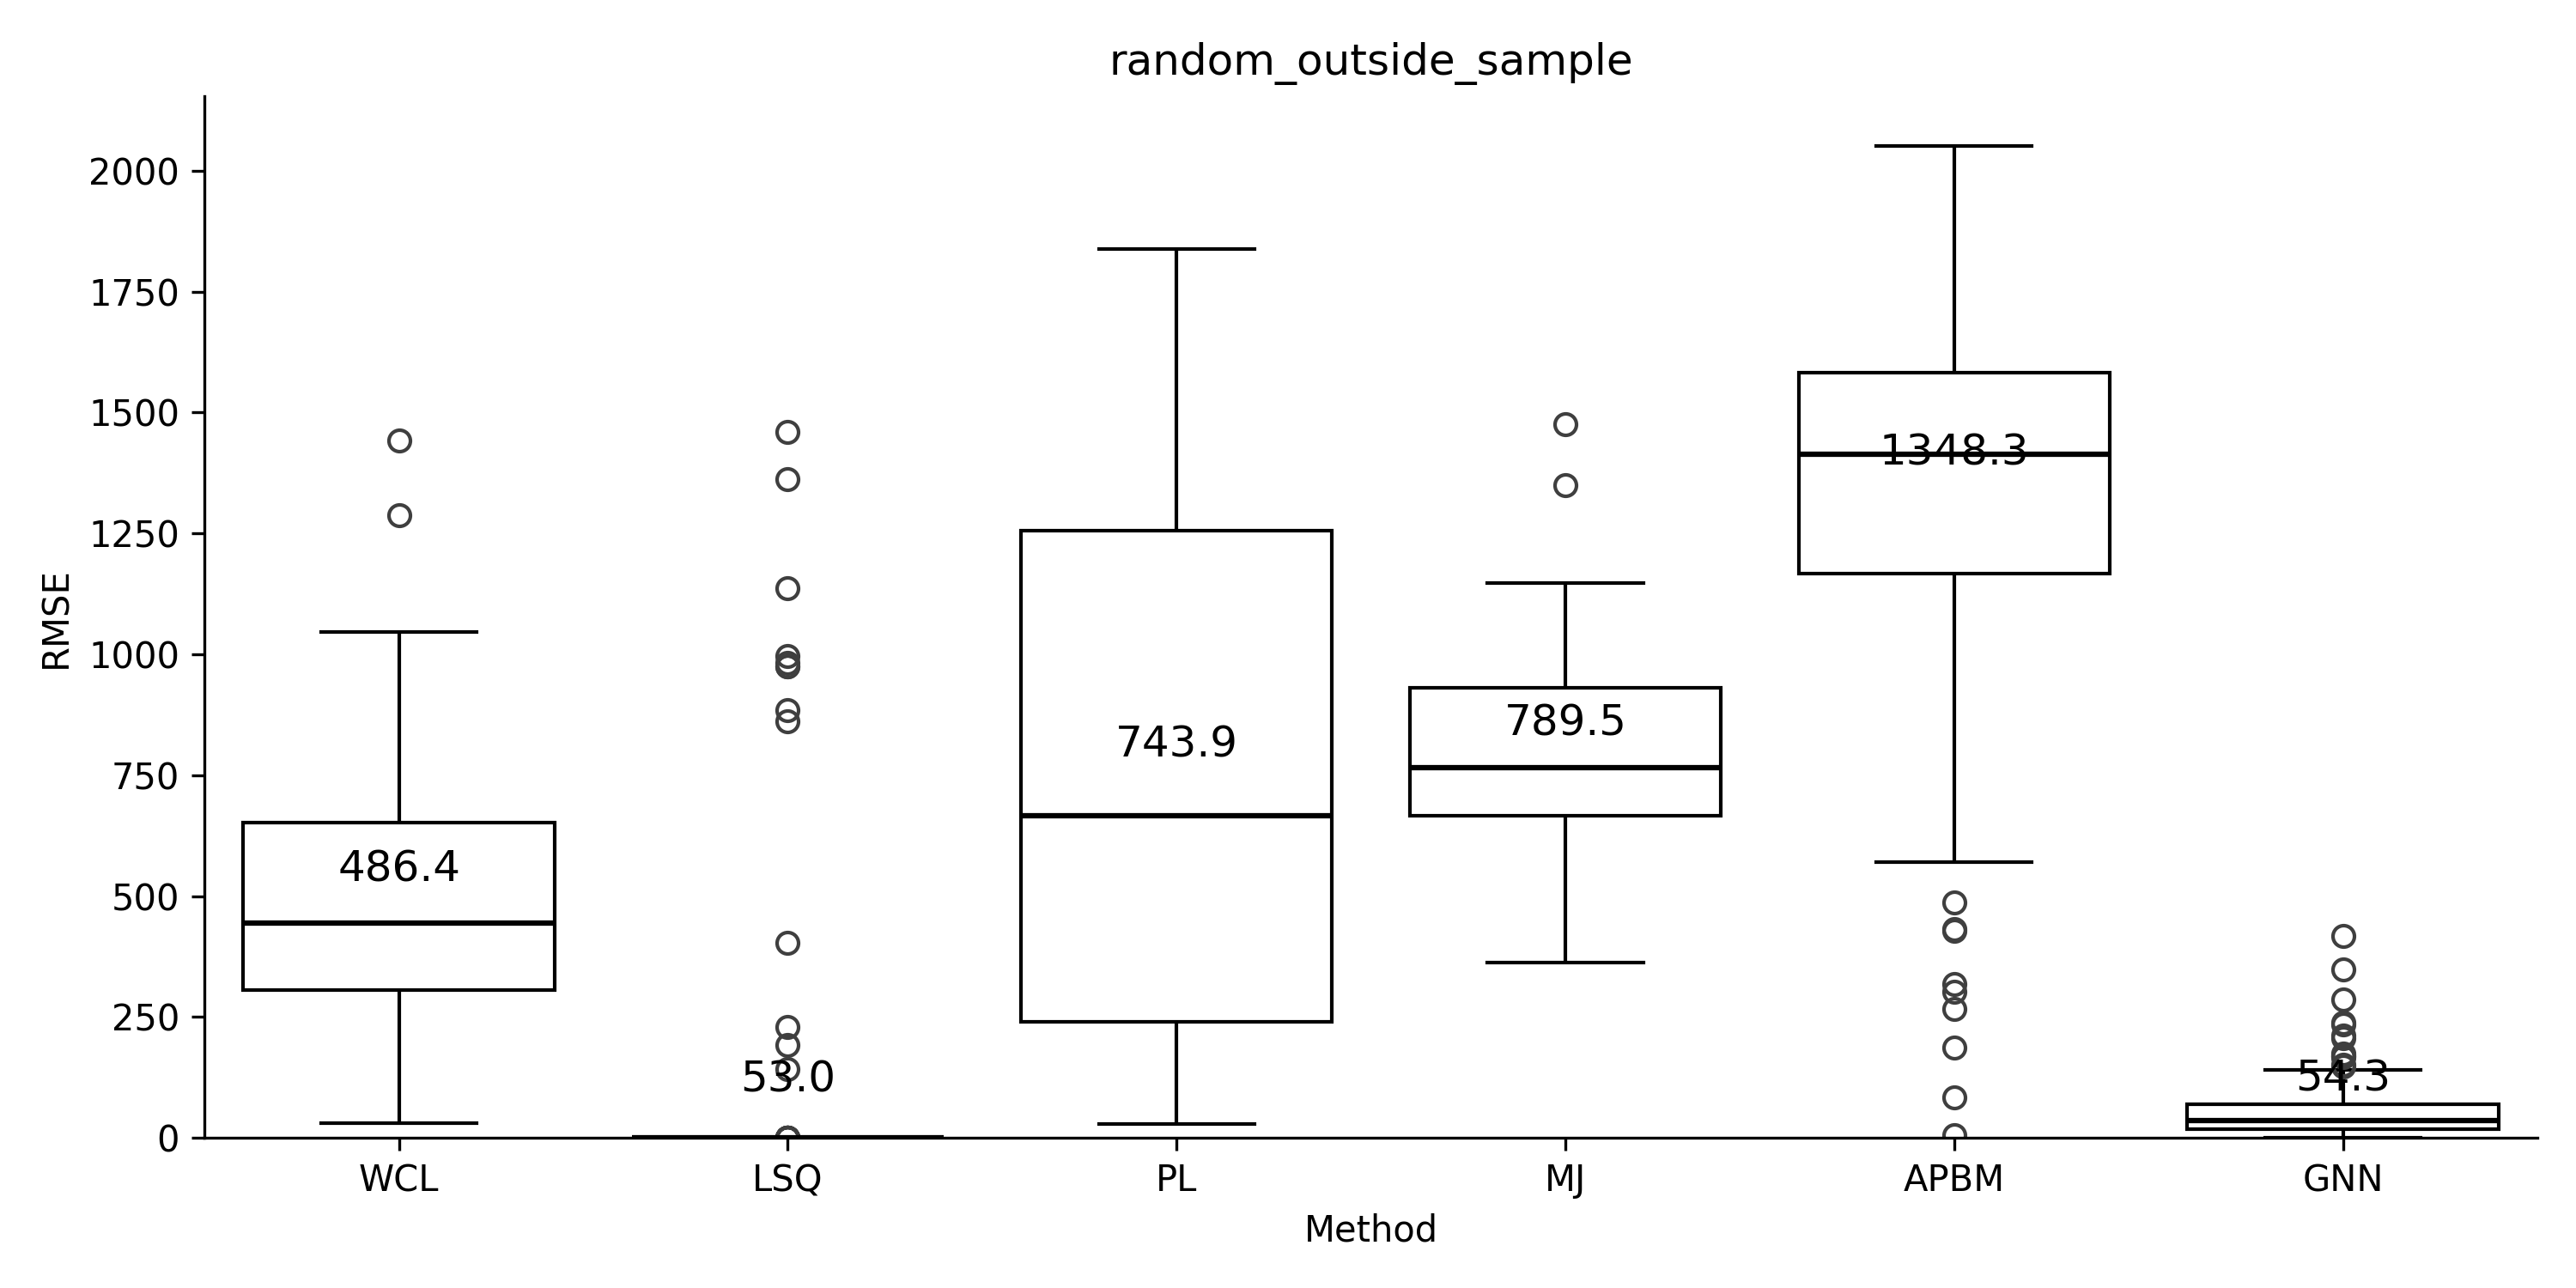 random_outside_sample
RMSE
2000
1750
1500
1250
1000
750
500
250
0
486.4
53.0
743.9
789.5
1348.3
54.3
WCL
LSQ
PL
MJ
APBM
GNN
Method